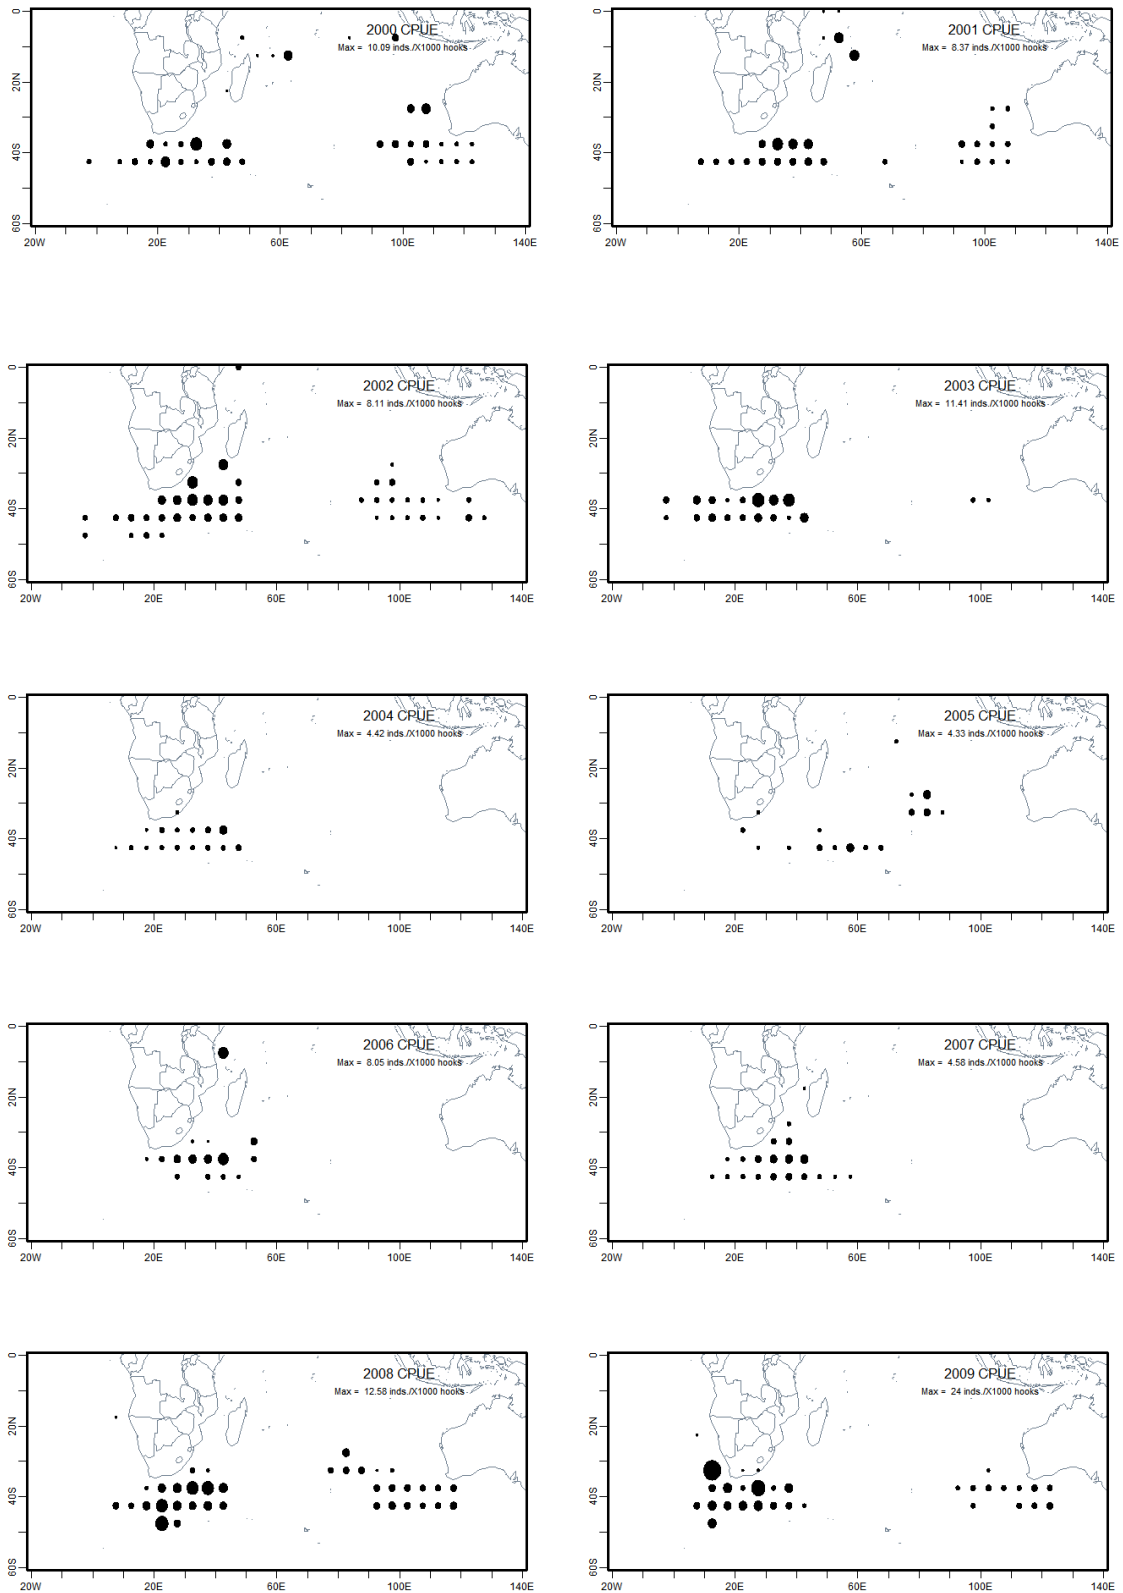 2000 CPUE
Max = 10.09 inds./X1000 hooks
0
20N
40S
60S
20W 20E 60E 100E 140E
2001 CPUE
Max = 8.37 inds./X1000 hooks
0
20N
40S
60S
20W 20E 60E 100E 140E
2002 CPUE
Max = 8.11 inds./X1000 hooks
0
20N
40S
60S
20W 20E 60E 100E 140E
2003 CPUE
Max = 11.41 inds./X1000 hooks
0
20N
40S
60S
20W 20E 60E 100E 140E
2004 CPUE
Max = 4.42 inds./X1000 hooks
0
20N
40S
60S
20W 20E 60E 100E 140E
2005 CPUE
Max = 4.33 inds./X1000 hooks
0
20N
40S
60S
20W 20E 60E 100E 140E
2006 CPUE
Max = 8.05 inds./X1000 hooks
0
20N
40S
60S
20W 20E 60E 100E 140E
2007 CPUE
Max = 4.58 inds./X1000 hooks
0
20N
40S
60S
20W 20E 60E 100E 140E
2008 CPUE
Max = 12.58 inds./X1000 hooks
0
20N
40S
60S
20W 20E 60E 100E 140E
2009 CPUE
Max = 24 inds./X1000 hooks
0
20N
40S
60S
20W 20E 60E 100E 140E